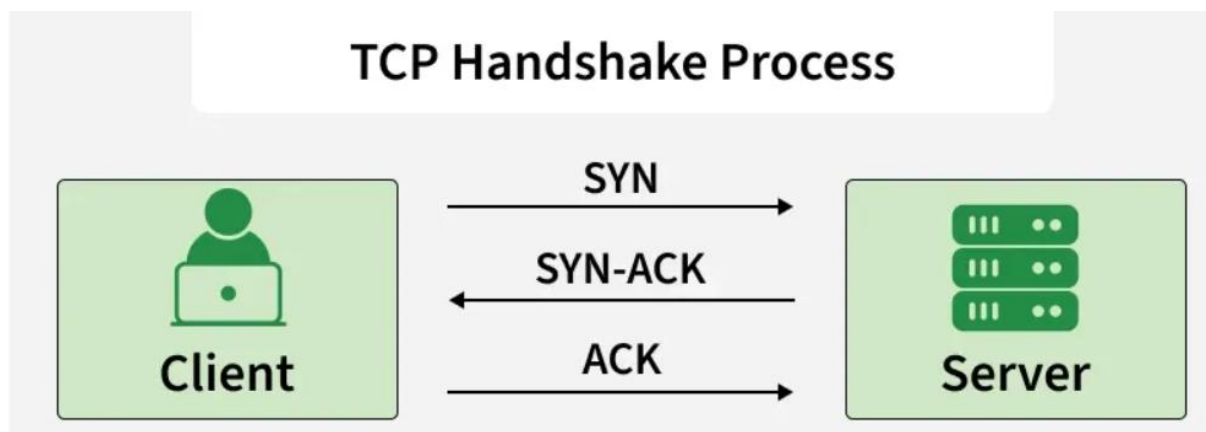 TCP Handshake Process
SYN
SYN-ACK
ACK
Client
Server